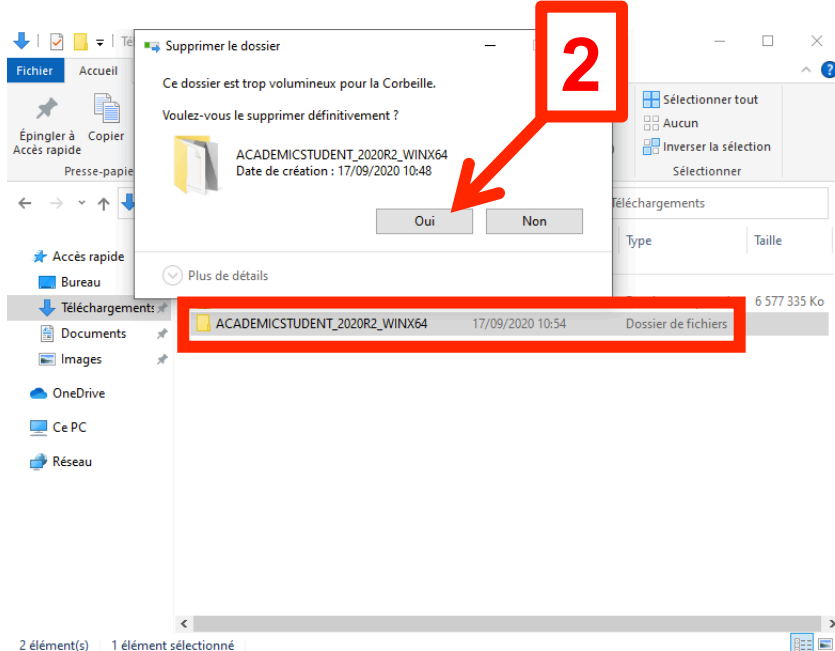 Té
Supprimer le dossier
2
Fichier
Accueil
Ce dossier est trop volumineux pour la Corbeille.
Voulez-vous le supprimer définitivement ?
Épingler à
Accès rapide
Copier
Presse-papie
ACADEMICSTUDENT_2020R2_WINX64
Date de création : 17/09/2020 10:48
Oui
Non
Plus de détails
Sélectionner tout
Aucun
Inverser la sélection
Sélectionner
Téléchargements
Type
Taille
Accès rapide
Bureau
Téléchargements
Documents
Images
OneDrive
Ce PC
Réseau
6 577 335 Ko
ACADEMICSTUDENT_2020R2_WINX64
17/09/2020 10:54
Dossier de fichiers
2 élément(s)
1 élément sélectionné